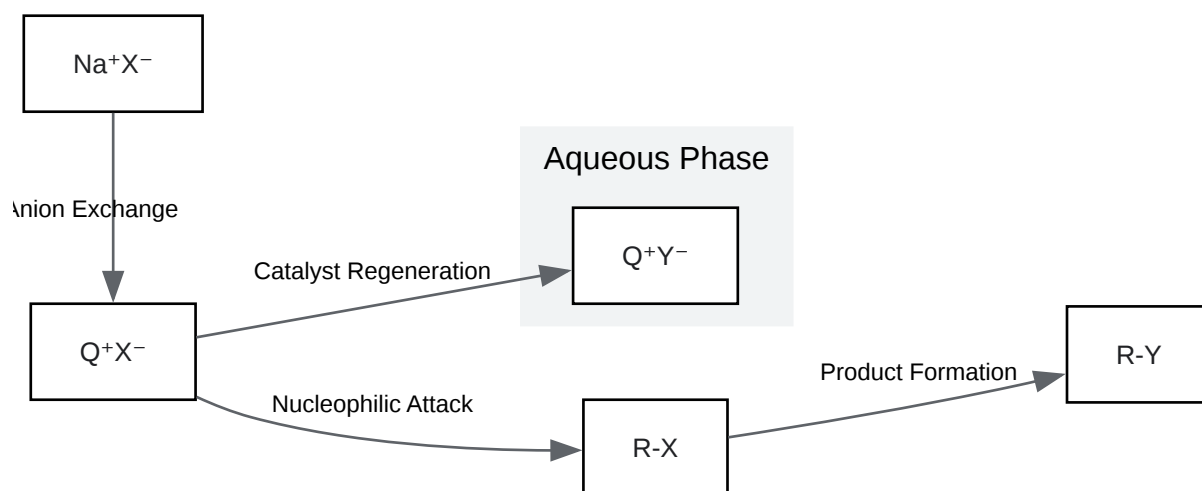 Na⁺X⁻
Aqueous Phase
Anion Exchange
Q⁺Y⁻
Catalyst Regeneration
Q⁺X⁻
R-Y
Product Formation
Nucleophilic Attack
R-X